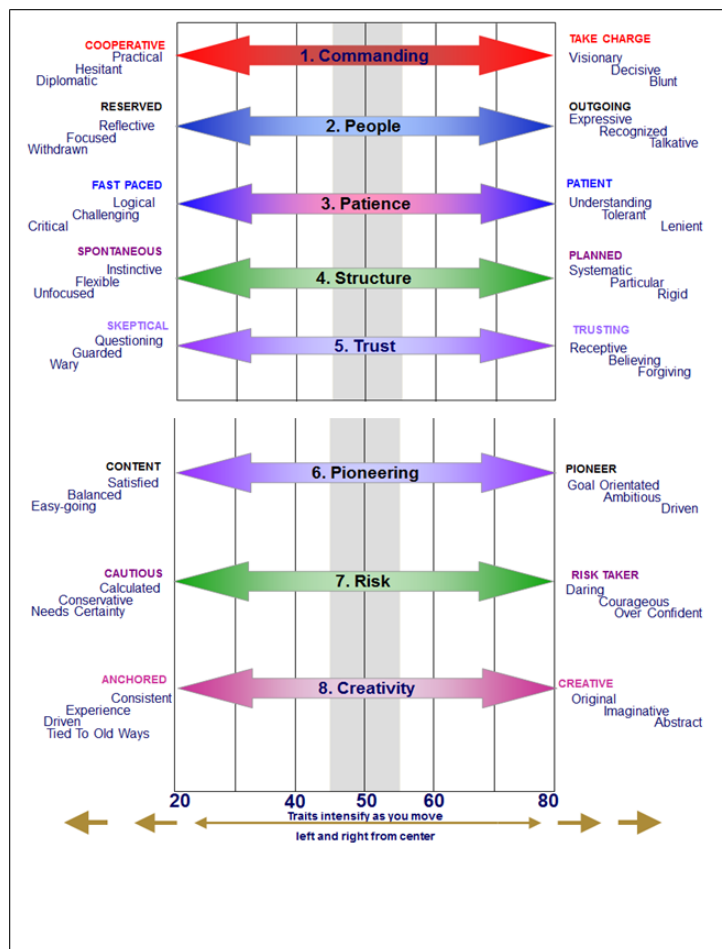 COOPERATIVE
Practical
Hesitant
Diplomatic
1. Commanding
TAKE CHARGE
Visionary
Decisive
Blunt
RESERVED
Reflective
Focused
Withdrawn
2. People
OUTGOING
Expressive
Recognized
Talkative
FAST PACED
Logical
Challenging
Critical
3. Patience
PATIENT
Understanding
Tolerant
Lenient
SPONTANEOUS
Instinctive
Flexible
Unfocused
4. Structure
PLANNED
Systematic
Particular
Rigid
SKEPTICAL
Questioning
Guarded
Wary
5. Trust
TRUSTING
Receptive
Believing
Forgiving
CONTENT
Satisfied
Balanced
Easy-going
6. Pioneering
PIONEER
Goal Orientated
Ambitious
Driven
CAUTIOUS
Calculated
Conservative
Needs Certainty
7. Risk
RISK TAKER
Daring
Courageous
Over Confident
ANCHORED
Consistent
Experience
Driven
Tied To Old Ways
8. Creativity
CREATIVE
Original
Imaginative
Abstract
20 40 50 60 80
Traits intensify as you move
left and right from center